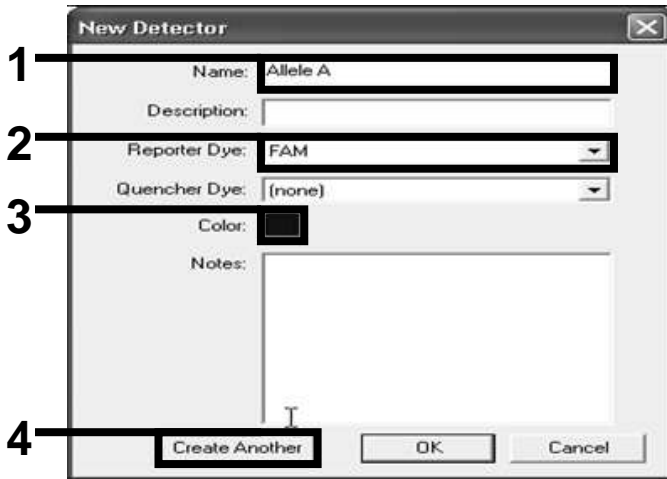 New Detector
1 Name: Allele A
Description:
2 Reporter Dye: FAM
Quencher Dye: (none)
3 Color:
Notes:
4 Create Another OK Cancel